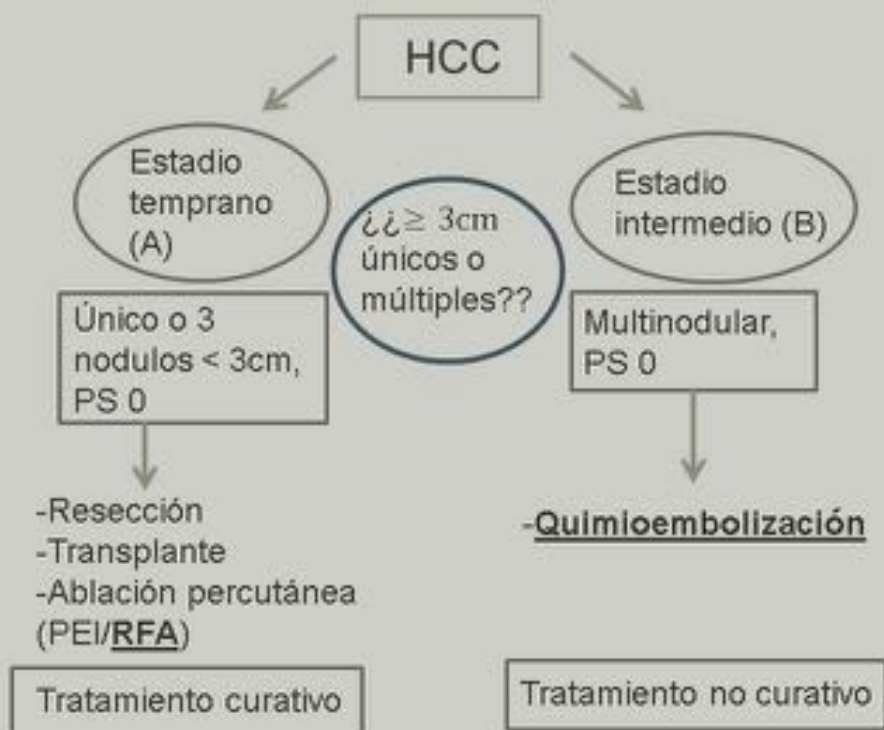 HCC
Estadio
temprano
(A)
¿¿≥ 3cm
únicos o
múltiples??
Estadio
intermedio (B)
Único o 3
nodulos < 3cm,
PS 0
Multinodular,
PS 0
-Resección
-Transplante
-Ablación percutánea
(PEI/RFA)
-Quimioembolización
Tratamiento curativo
Tratamiento no curativo